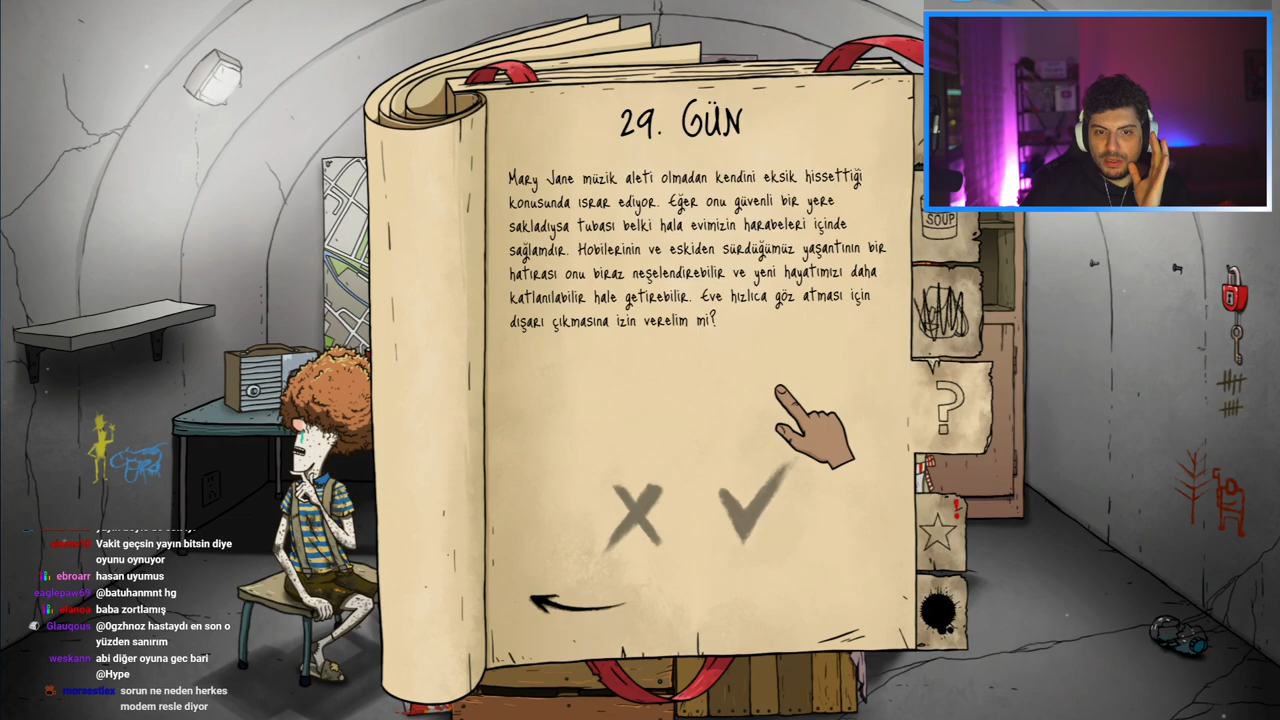 29. GÜN
Mary Jane müzik aleti olmadan kendini eksik hissettiği
konusunda ısrar ediyor. Eğer onu güvenli bir yere
sakladıysa tubası belki hala evimizin harabeleri içinde
sağlamdır. Hobilerinin ve eskiden sürdüğümüz yaşantının bir
hatırası onu biraz neşelendirebilir ve yeni hayatımızı daha
katlanılabilir hale getirebilir. Eve hızlıca göz atması için
dışarı çıkmasına izin verelim mi?
SOUP
?
!
Vakit geçsin yayın bitsin diye
oyunu oynuyor
ebroarr hasan uyumus
eaglepaw69 @batuhanmnt hg
elanoa baba zortlamış
Glauqous @0gzhnoz hastaydı en son o
yüzden sanırım
weskann abi diğer oyuna gec bari
@Hype
sorun ne neden herkes
modem resle diyor